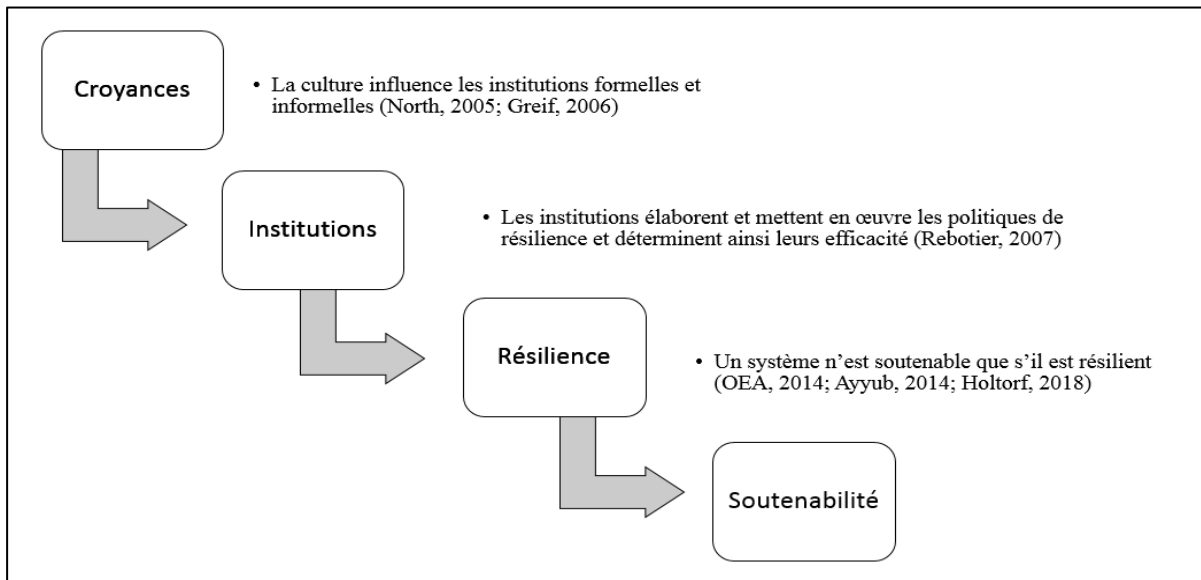 Croyances
• La culture influence les institutions formelles et
informelles (North, 2005; Greif, 2006)
Institutions
• Les institutions élaborent et mettent en œuvre les politiques de
résilience et déterminent ainsi leurs efficacité (Rebotier, 2007)
Résilience
• Un système n’est soutenable que s’il est résilient
(OEA, 2014; Ayyub, 2014; Holtorf, 2018)
Soutenabilité